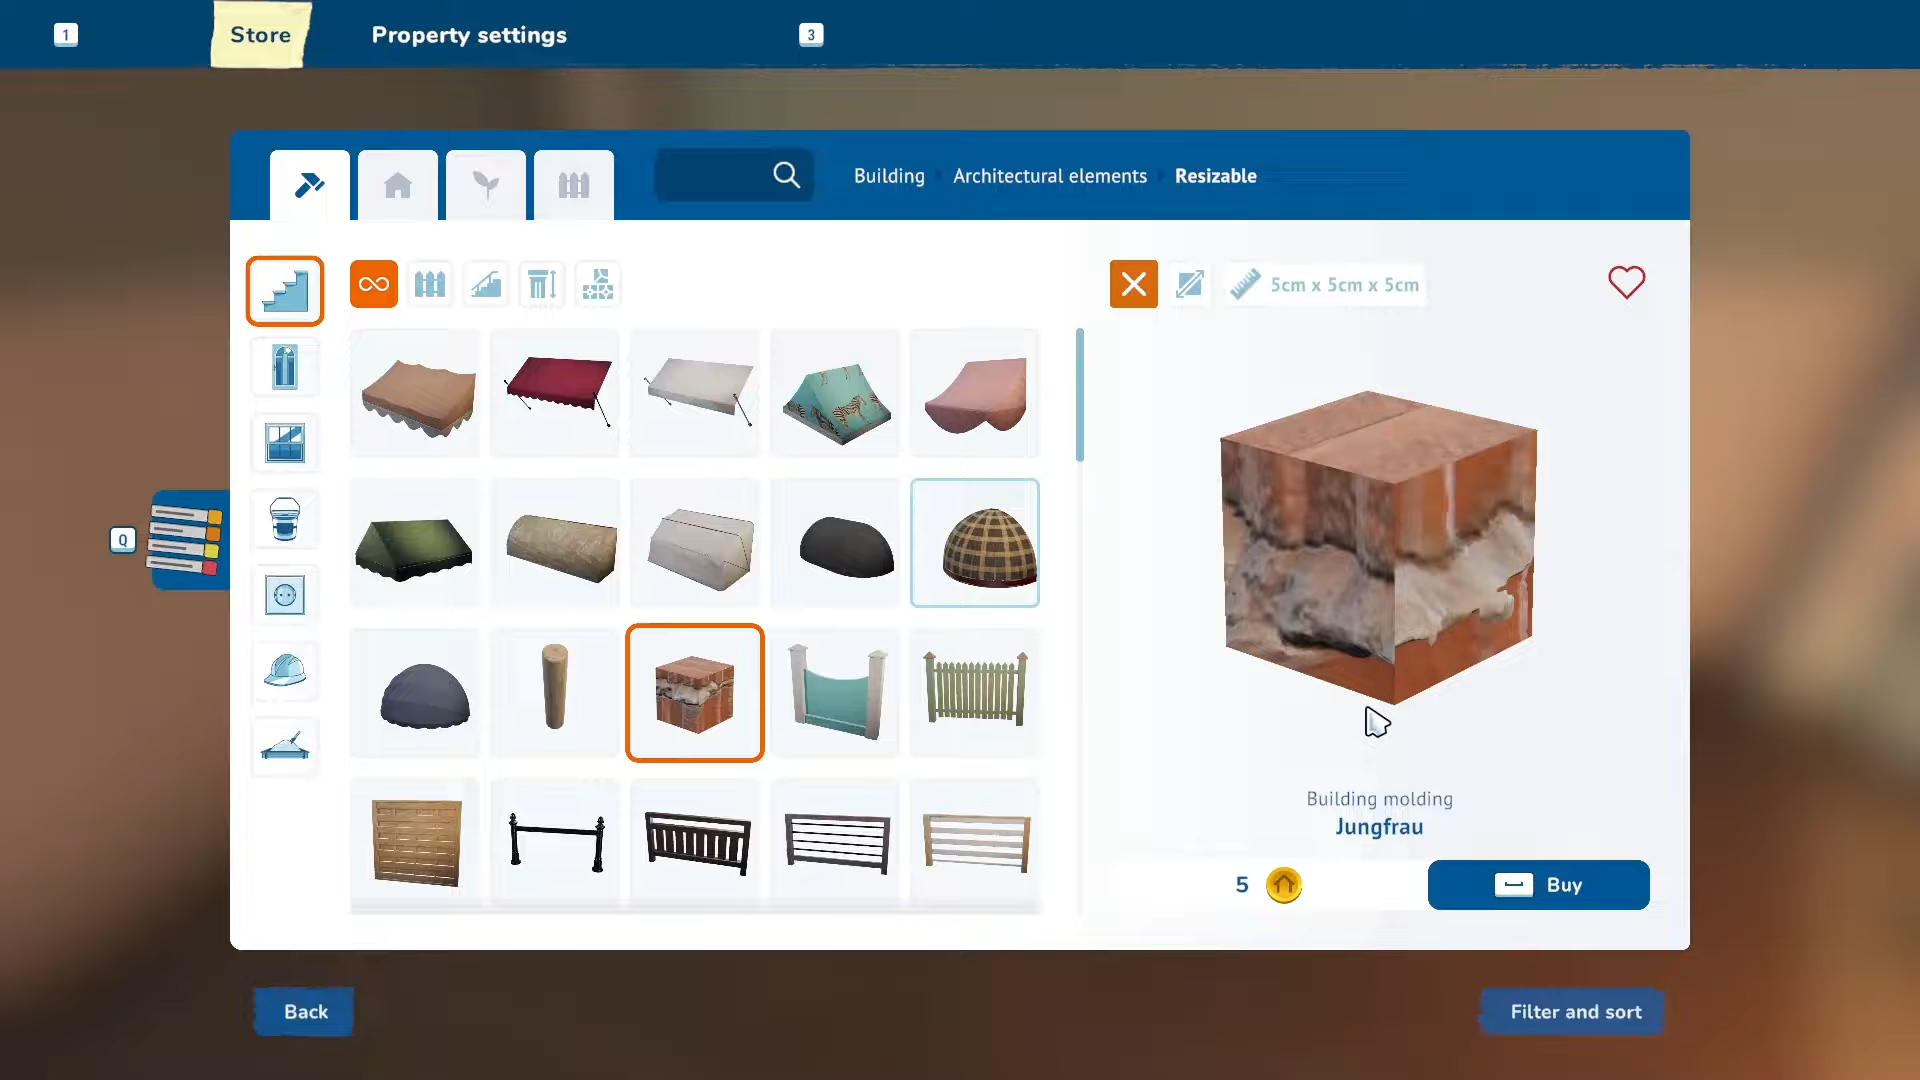 1
Store
Property settings
3
Building
Architectural elements
Resizable
5cm x 5cm x 5cm
Q
Building molding
Jungfrau
5
Buy
Back
Filter and sort